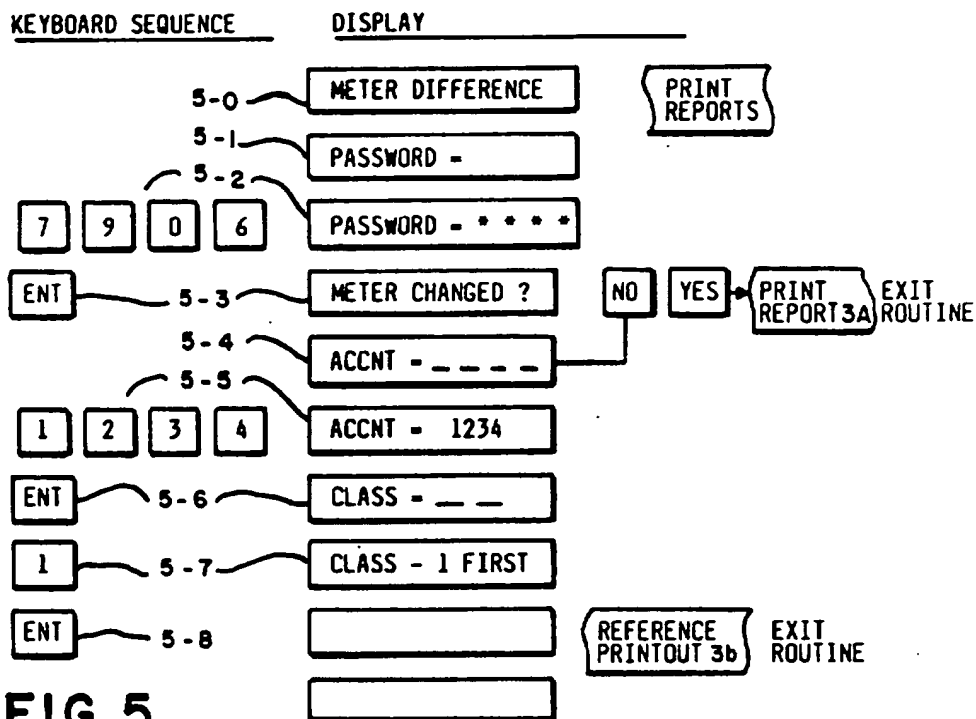 KEYBOARD SEQUENCE DISPLAY
5-0 METER DIFFERENCE PRINT
REPORTS
5-1 PASSWORD =
5-2
7 9 0 6 PASSWORD = * * * *
ENT 5-3 METER CHANGED ? NO YES PRINT EXIT
REPORT 3A ROUTINE
5-4 ACCNT = _ _ _ _
5-5
1 2 3 4 ACCNT = 1234
ENT 5-6 CLASS = _ _
1 5-7 CLASS - 1 FIRST
ENT 5-8 REFERENCE EXIT
PRINTOUT 3b ROUTINE
FIG. 5